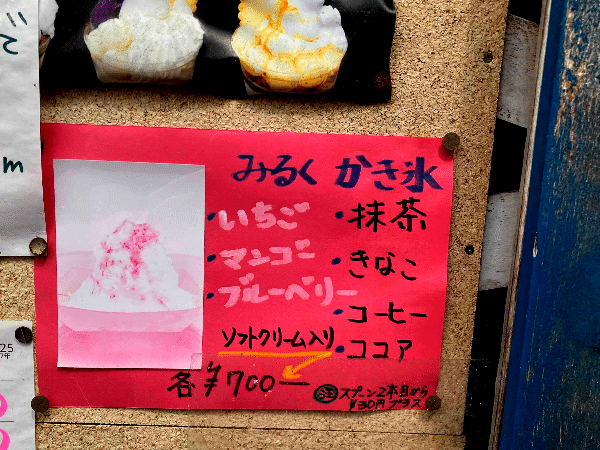 みるく かき氷
・いちご
・マンゴー
・ブルーベリー
・抹茶
・きなこ
・コーヒー
・ココア
ソフトクリーム入り
各¥700ー
注 スプーン2本目から
¥30円プラス
で
m
25